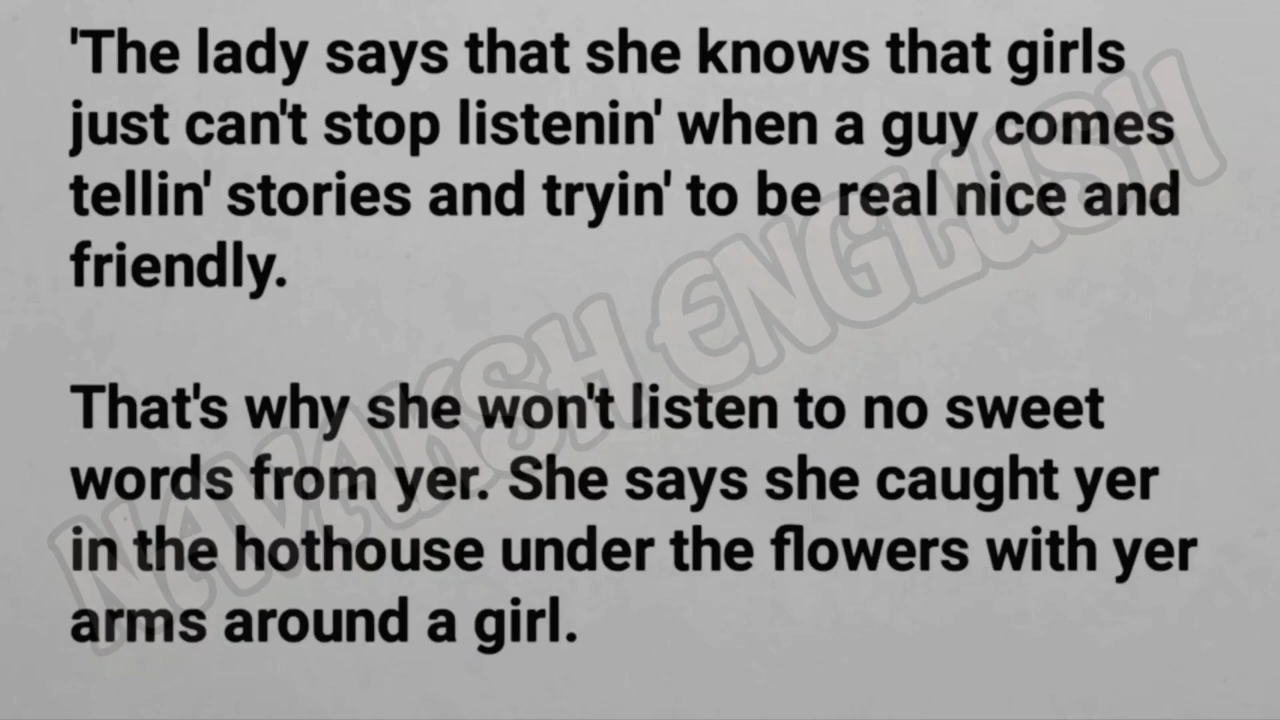 'The lady says that she knows that girls
just can't stop listenin' when a guy comes
tellin' stories and tryin' to be real nice and
friendly.
That's why she won't listen to no sweet
words from yer. She says she caught yer
in the hothouse under the flowers with yer
arms around a girl.
NAVAKSH ENGLUSH